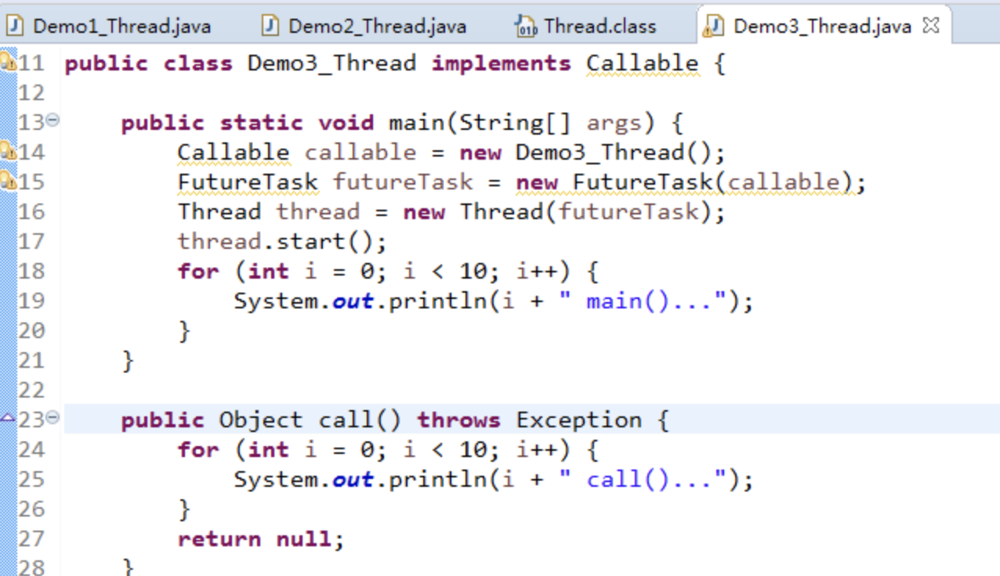 Demo1_Thread.java Demo2_Thread.java Thread.class Demo3_Thread.java
11 public class Demo3_Thread implements Callable {
12
13 public static void main(String[] args) {
14 Callable callable = new Demo3_Thread();
15 FutureTask futureTask = new FutureTask(callable);
16 Thread thread = new Thread(futureTask);
17 thread.start();
18 for (int i = 0; i < 10; i++) {
19 System.out.println(i + " main()...");
20 }
21 }
22
23 public Object call() throws Exception {
24 for (int i = 0; i < 10; i++) {
25 System.out.println(i + " call()...");
26 }
27 return null;
28 }